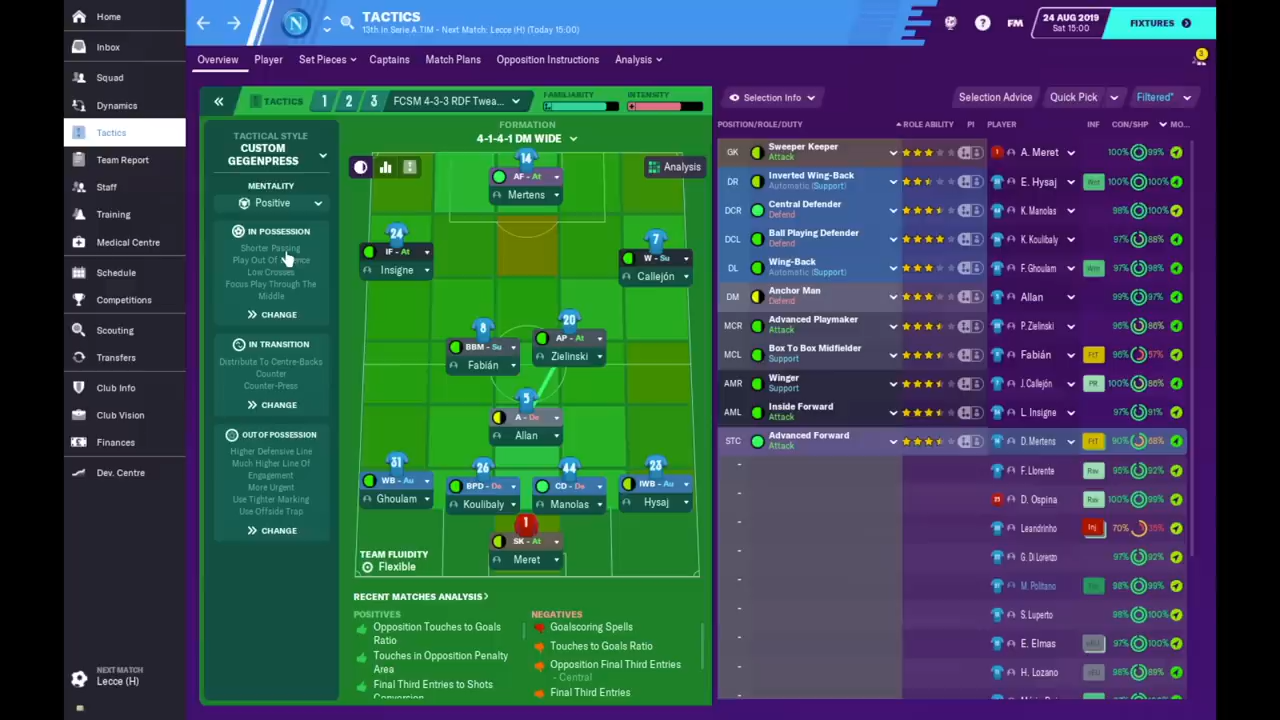 Home
Inbox
Squad
Dynamics
Tactics
Team Report
Staff
Training
Medical Centre
Schedule
Competitions
Scouting
Transfers
Club Info
Club Vision
Finances
Dev. Centre
NEXT MATCH
Lecce (H)
TACTICS
13th in Serie A TIM - Next Match: Lecce (H) (Today 15:00)
FM
24 AUG 2019
Sat 15:00
FIXTURES
3
Overview
Player
Set Pieces
Captains
Match Plans
Opposition Instructions
Analysis
TACTICS
1
2
3
FCSM 4-3-3 RDF Twea...
FAMILIARITY
INTENSITY
TACTICAL STYLE
CUSTOM
GEGENPRESS
MENTALITY
Positive
IN POSSESSION
Shorter Passing
Low Crosses
Focus Play Through The
Middle
CHANGE
IN TRANSITION
Distribute To Centre-Backs
Counter
Counter-Press
CHANGE
OUT OF POSSESSION
Higher Defensive Line
Much Higher Line Of
Engagement
More Urgent
Use Tighter Marking
Use Offside Trap
CHANGE
FORMATION
4-1-4-1 DM WIDE
Analysis
14
AF - At
Mertens
24
IF - At
Insigne
7
W - Su
Callejón
8
BBM - Su
Fabián
20
AP - At
Zielinski
5
A - De
Allan
31
WB - Au
Ghoulam
26
BPD - De
Koulibaly
44
CD - De
Manolas
23
IWB - Au
Hysaj
1
SK - At
Meret
TEAM FLUIDITY
Flexible
RECENT MATCHES ANALYSIS
POSITIVES
Opposition Touches to Goals
Ratio
Touches in Opposition Penalty
Area
Final Third Entries to Shots
NEGATIVES
Goalscoring Spells
Touches to Goals Ratio
Opposition Final Third Entries
- Central
Final Third Entries
Selection Info
Selection Advice
Quick Pick
Filtered*
POSITION/ROLE/DUTY
ROLE ABILITY
PI
PLAYER
INF
CON/SHP
MO...
GK Sweeper Keeper Attack A. Meret 100% 99%
DR Inverted Wing-Back Automatic (Support) E. Hysaj 100% 100%
DCR Central Defender Defend K. Manolas 98% 100%
DCL Ball Playing Defender Defend K. Koulibaly 97% 88%
DL Wing-Back Automatic (Support) F. Ghoulam 97% 98%
DM Anchor Man Defend Allan 99% 97%
MCR Advanced Playmaker Attack P. Zielinski 96% 86%
MCL Box To Box Midfielder Support Fabián 96% 57%
AMR Winger Support J. Callejón PR 100% 86%
AML Inside Forward Attack L. Insigne 97% 91%
STC Advanced Forward Attack D. Mertens 90% 68%
- F. Llorente 95% 92%
- D. Ospina 100% 99%
- Leandrinho Inj 70% 35%
- G. Di Lorenzo 97% 92%
- M. Politano 98% 99%
- S. Luperto 98% 100%
- E. Elmas 97% 100%
- H. Lozano 98% 89%